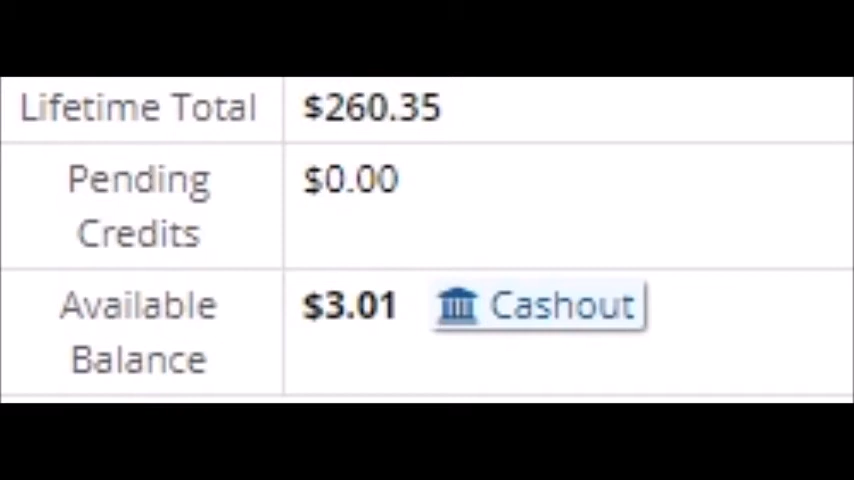 Lifetime Total $260.35
Pending $0.00
Credits
Available $3.01 Cashout
Balance